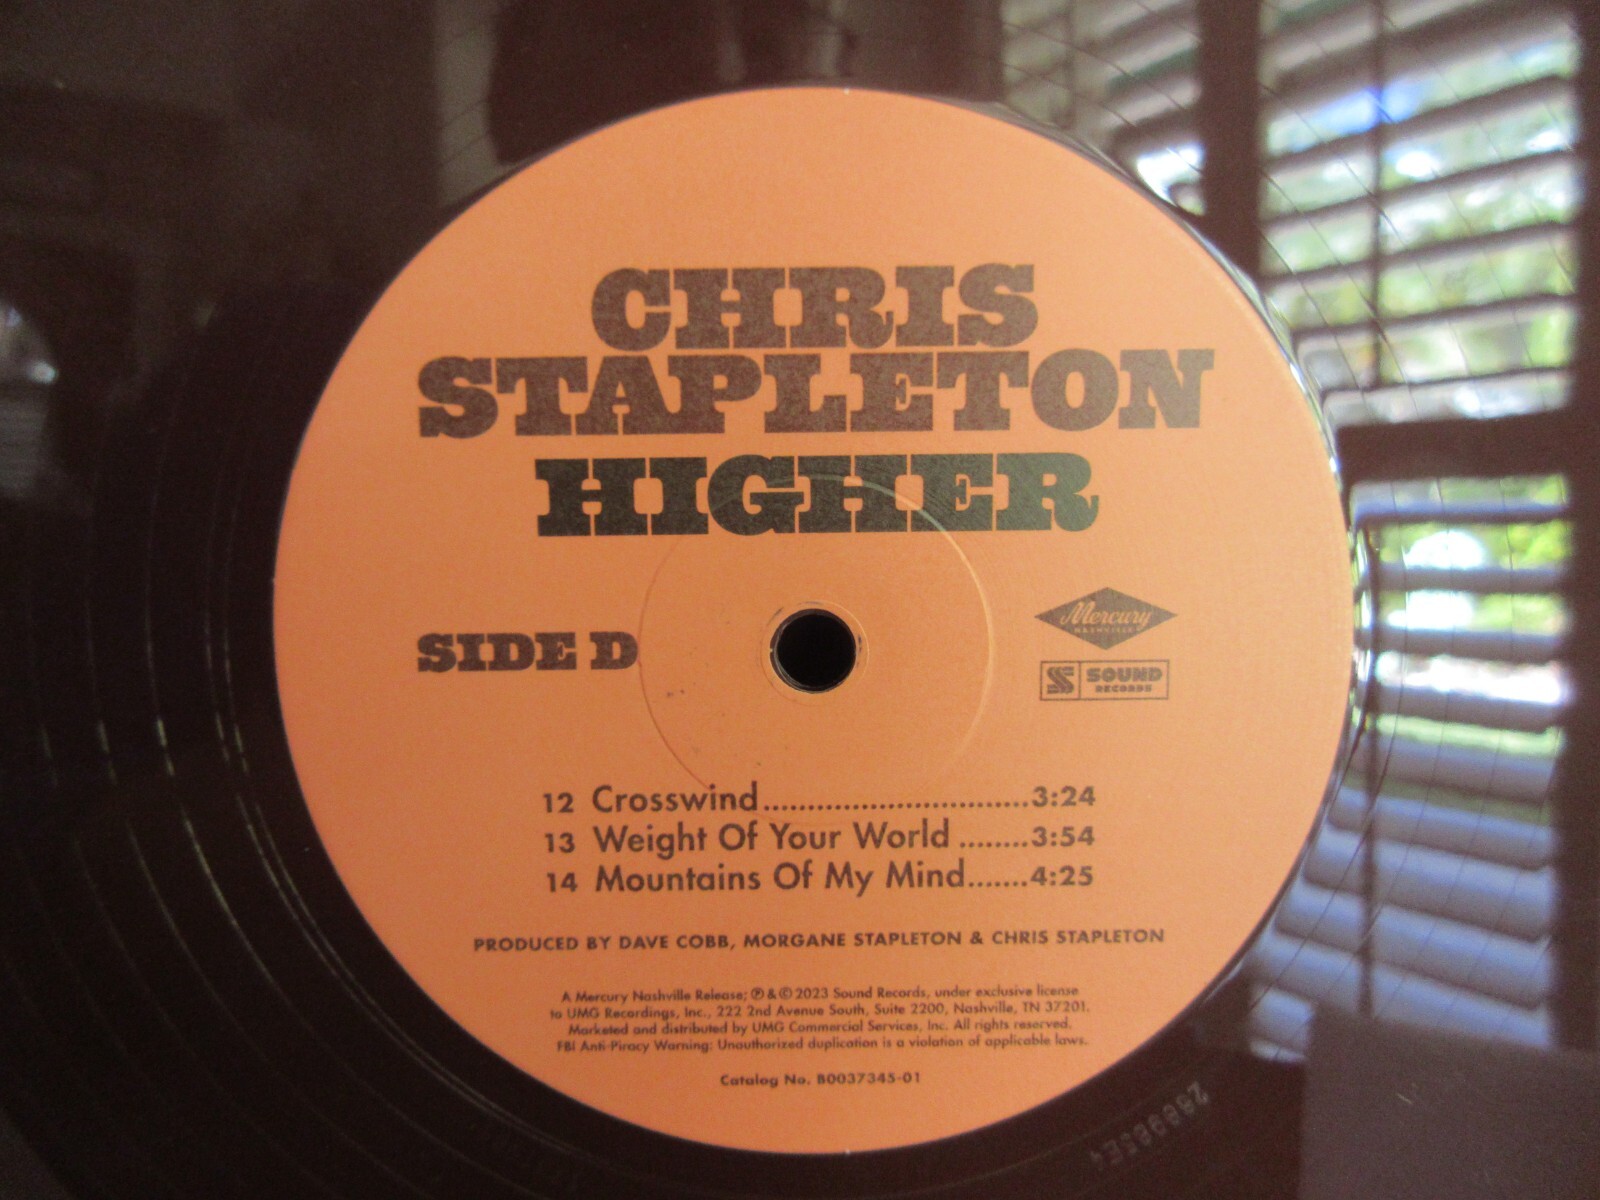 CHRIS
STAPLETON
HIGHER
SIDE D
Mercury
NASHVILLE
S SOUND
RECORDS
12 Crosswind..............................3:24
13 Weight Of Your World ........3:54
14 Mountains Of My Mind.......4:25
PRODUCED BY DAVE COBB, MORGANE STAPLETON & CHRIS STAPLETON
A Mercury Nashville Release; ℗ & © 2023 Sound Records, under exclusive license
to UMG Recordings, Inc., 222 2nd Avenue South, Suite 2200, Nashville, TN 37201.
Marketed and distributed by UMG Commercial Services, Inc. All rights reserved.
FBI Anti-Piracy Warning: Unauthorized duplication is a violation of applicable laws.
Catalog No. B0037345-01